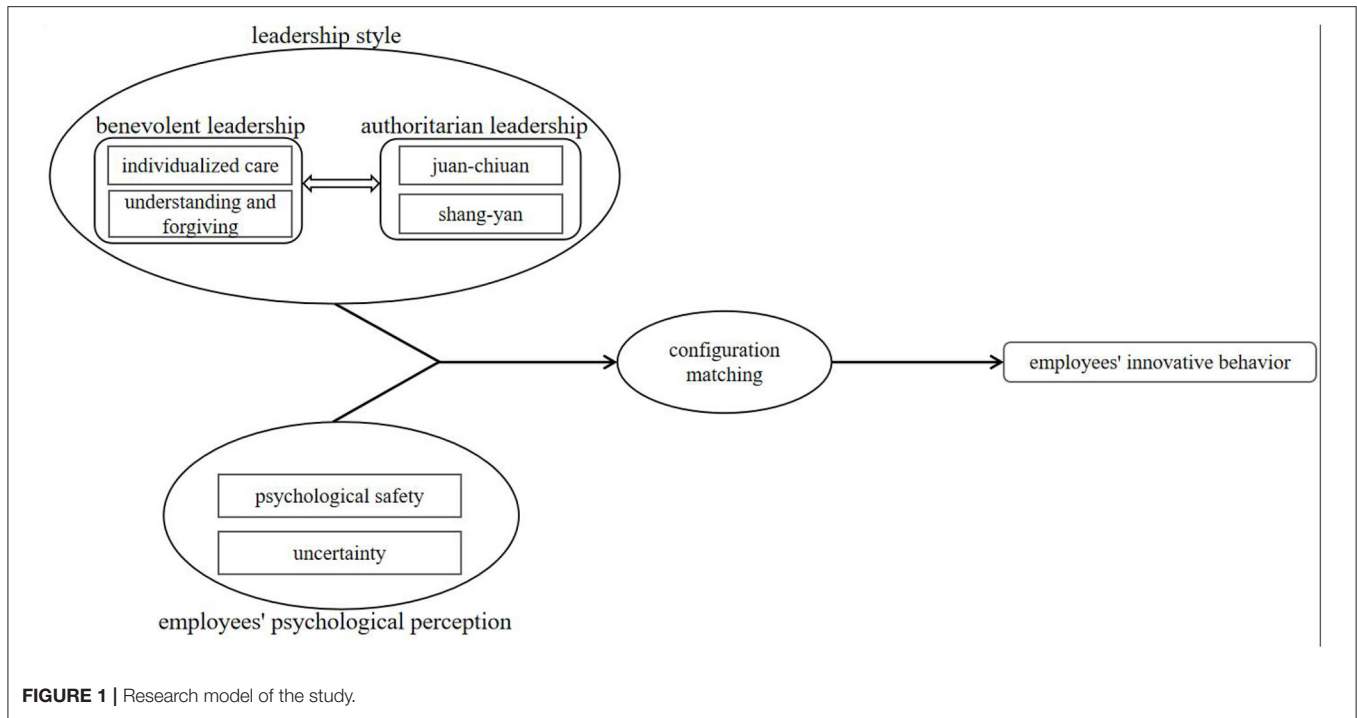 leadership style
benevolent leadership
authoritarian leadership
individualized care
understanding and
forgiving
juan-chiuan
shang-yan
configuration
matching
employees' innovative behavior
psychological safety
uncertainty
employees' psychological perception
FIGURE 1 | Research model of the study.